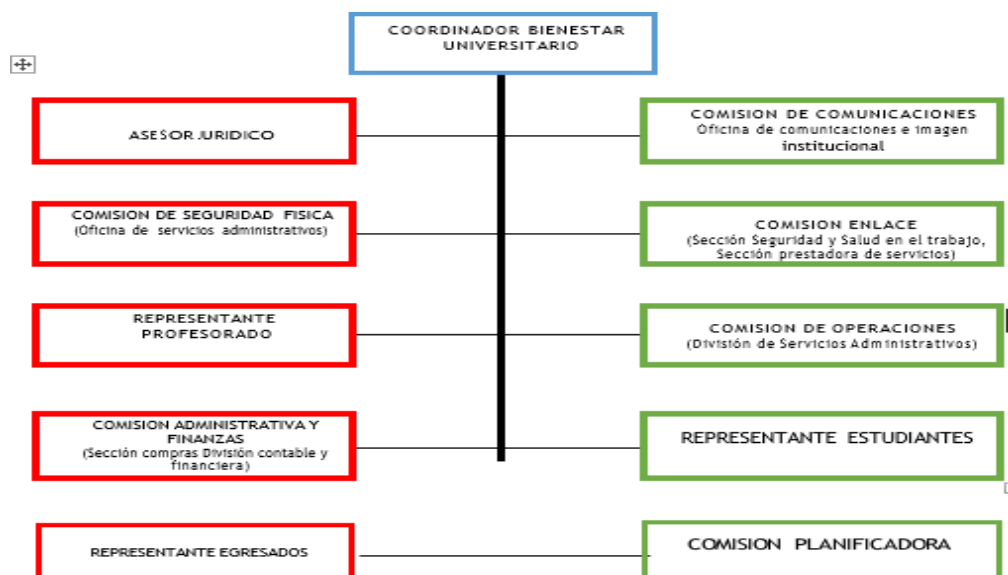 COORDINADOR BIENESTAR
UNIVERSITARIO
ASESOR JURIDICO
COMISION DE COMUNICACIONES
Oficina de comunicaciones e imagen
institucional
COMISION DE SEGURIDAD FISICA
(Oficina de servicios administrativos)
COMISION ENLACE
(Sección Seguridad y Salud en el trabajo,
Sección prestadora de servicios)
REPRESENTANTE
PROFESORADO
COMISION DE OPERACIONES
(División de Servicios Administrativos)
COMISION ADMINISTRATIVA Y
FINANZAS
(Sección compras División contable y
financiera)
REPRESENTANTE ESTUDIANTES
REPRESENTANTE EGRESADOS
COMISION PLANIFICADORA